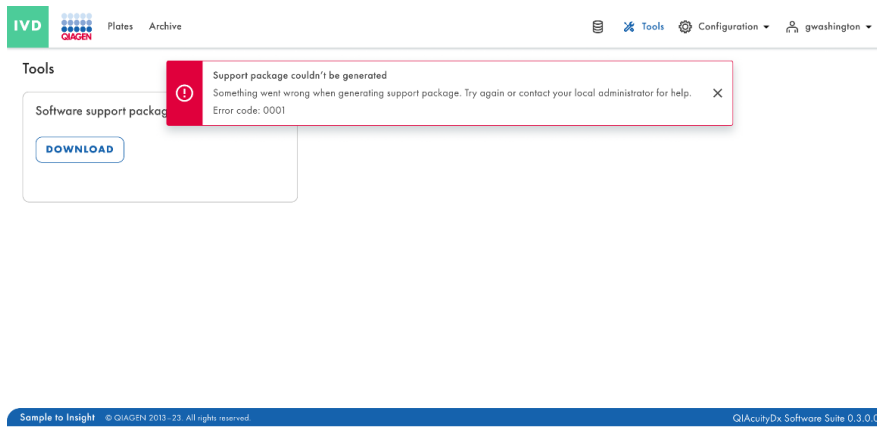 IVD
QIAGEN
Plates Archive
Tools Configuration gwashington
Tools
Support package couldn't be generated
Something went wrong when generating support package. Try again or contact your local administrator for help.
Error code: 0001
Software support packag
DOWNLOAD
Sample to Insight © QIAGEN 2013–23. All rights reserved.
QIAcuityDx Software Suite 0.3.0.0